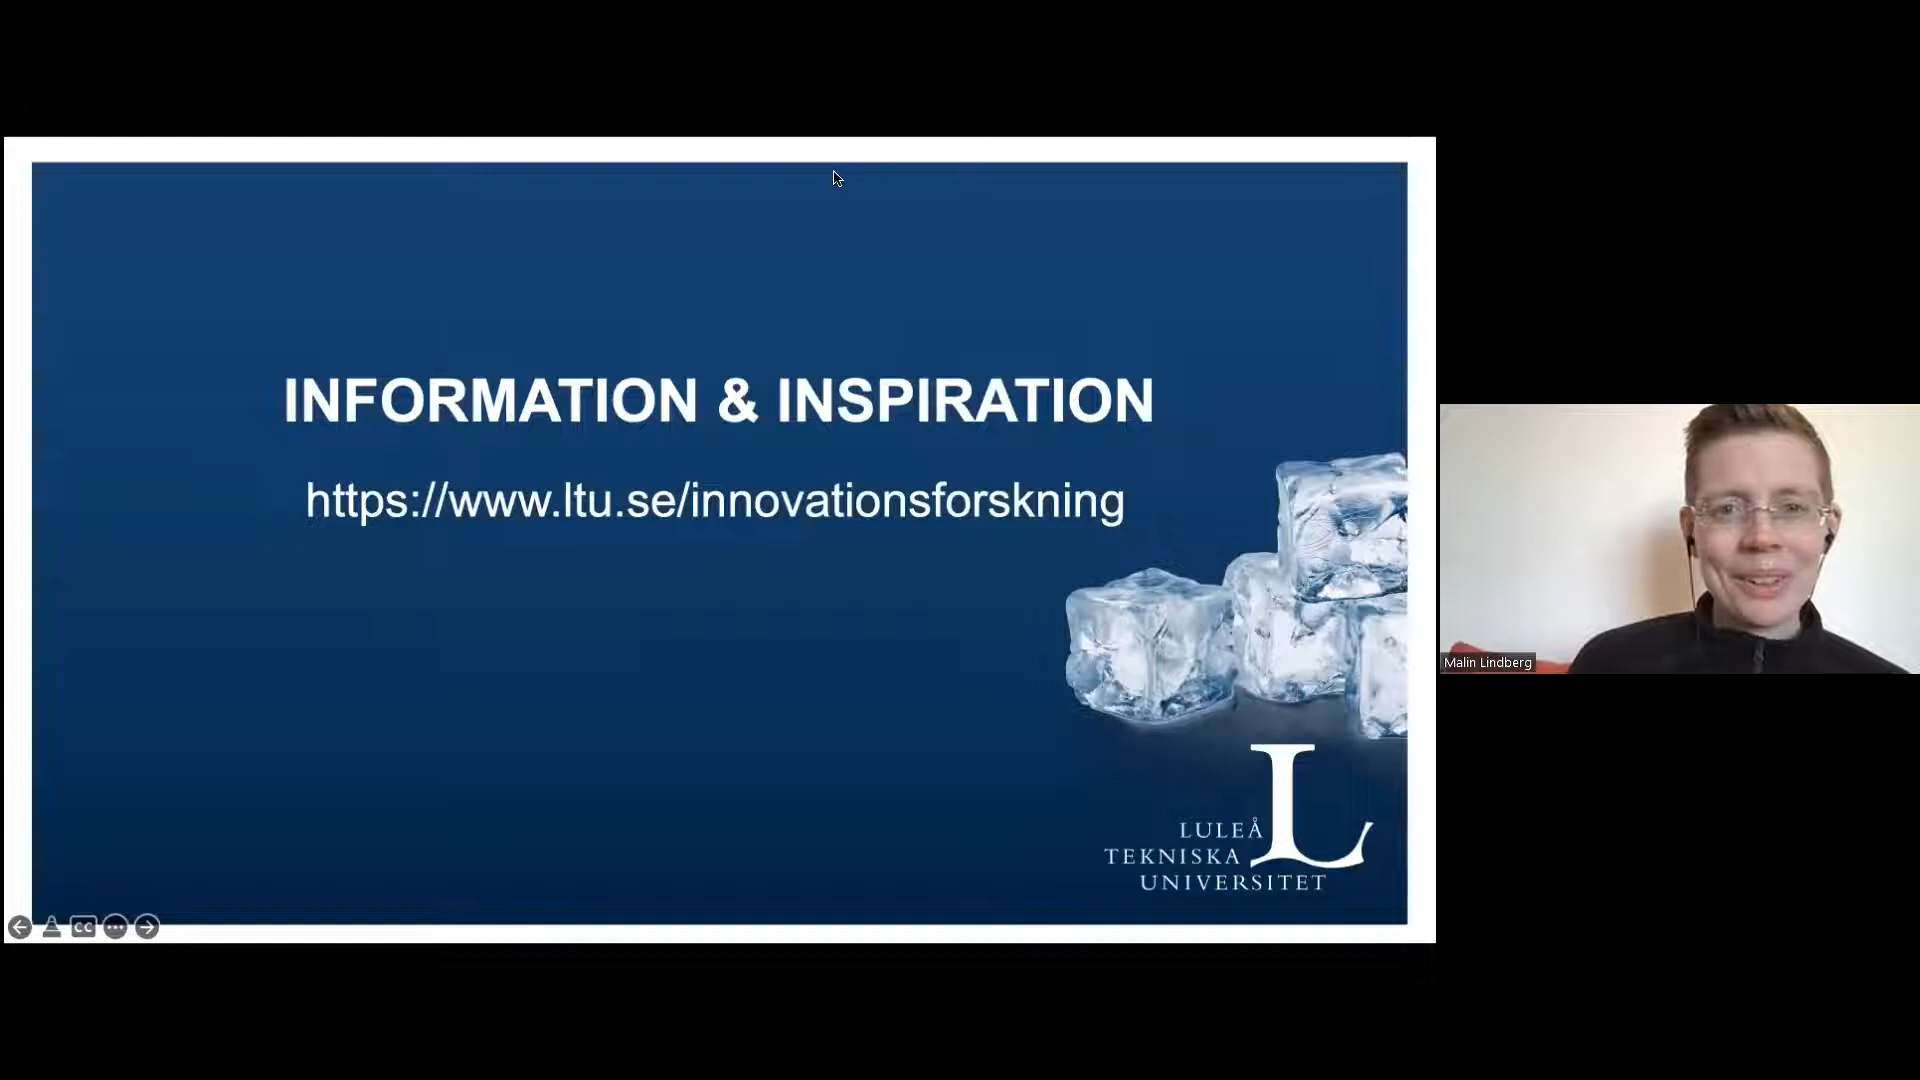 INFORMATION & INSPIRATION
https://www.ltu.se/innovationsforskning
Malin Lindberg
LULEÅ
TEKNISKA
UNIVERSITET
L
CC